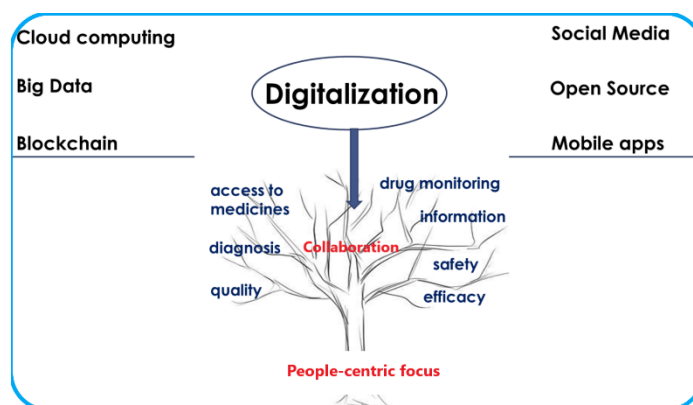 Cloud computing
Big Data
Blockchain
Digitalization
Social Media
Open Source
Mobile apps
access to
medicines
diagnosis
quality
Collaboration
drug monitoring
information
safety
efficacy
People-centric focus